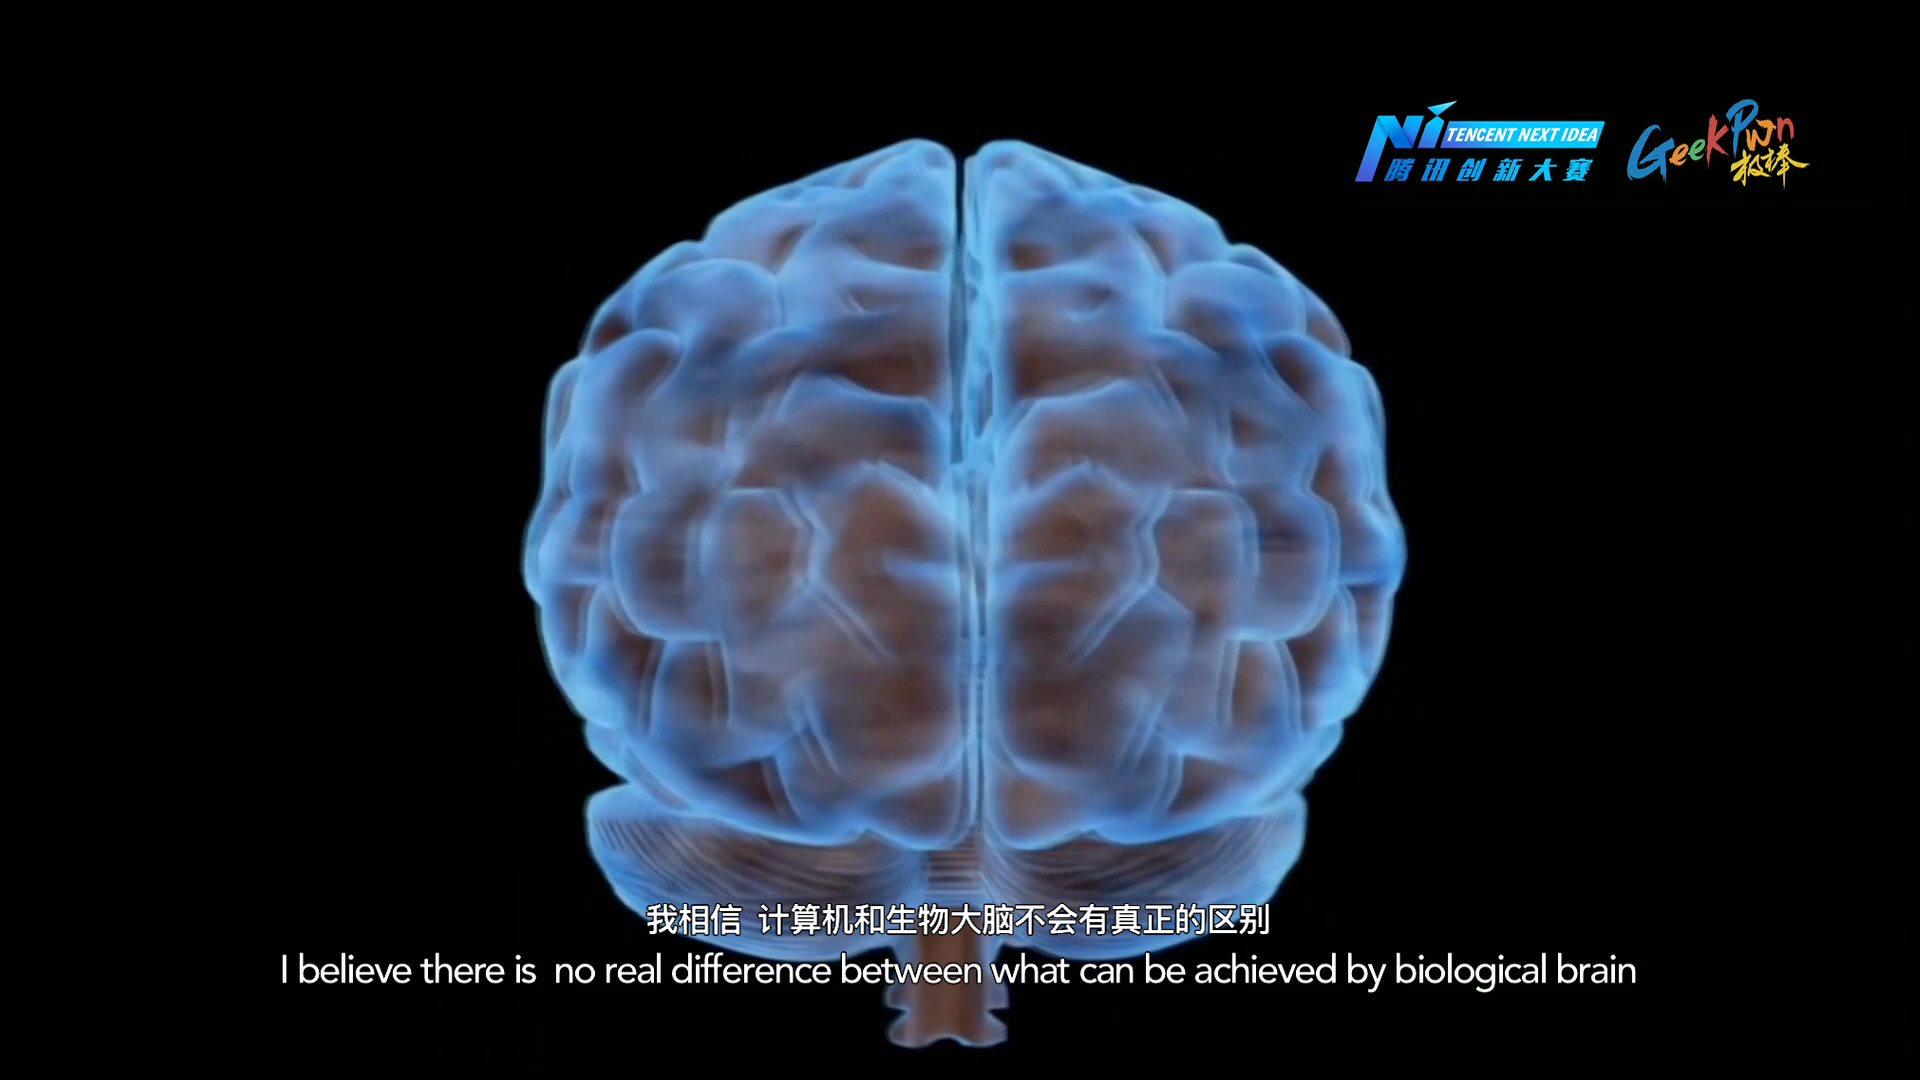 TENCENT NEXT IDEA
腾讯创新大赛
GeekPwn
极棒
我相信 计算机和生物大脑不会有真正的区别
I believe there is no real difference between what can be achieved by biological brain